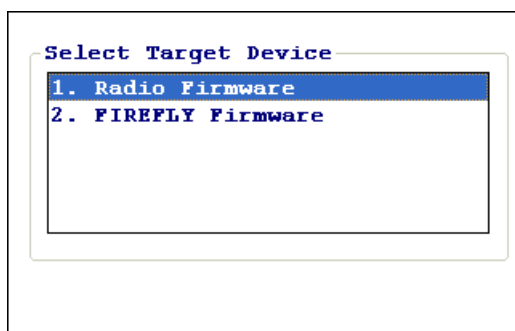 Select Target Device
1. Radio Firmware
2. FIREFLY Firmware